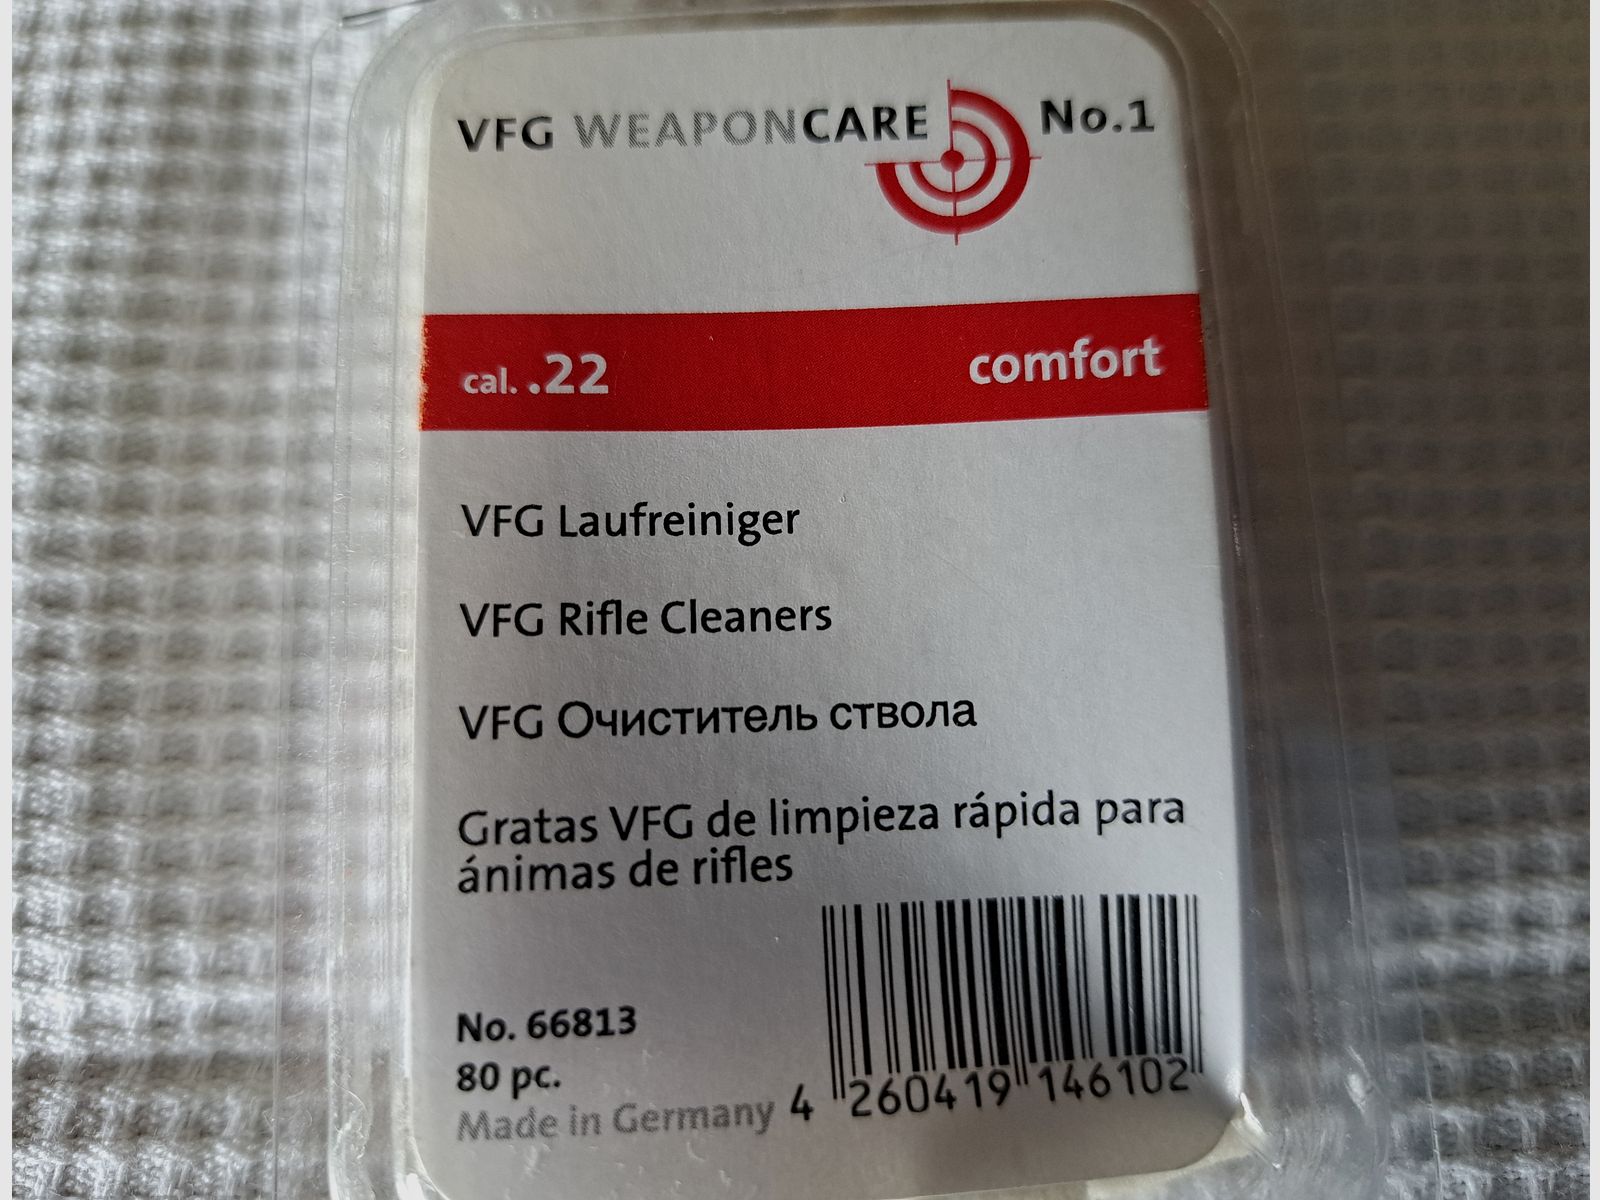 VFG WEAPONCARE No.1
cal. .22 comfort
VFG Laufreiniger
VFG Rifle Cleaners
VFG Очиститель ствола
Gratas VFG de limpieza rápida para
ánimas de rifles
No. 66813
80 pc.
Made in Germany
4 260419 146102